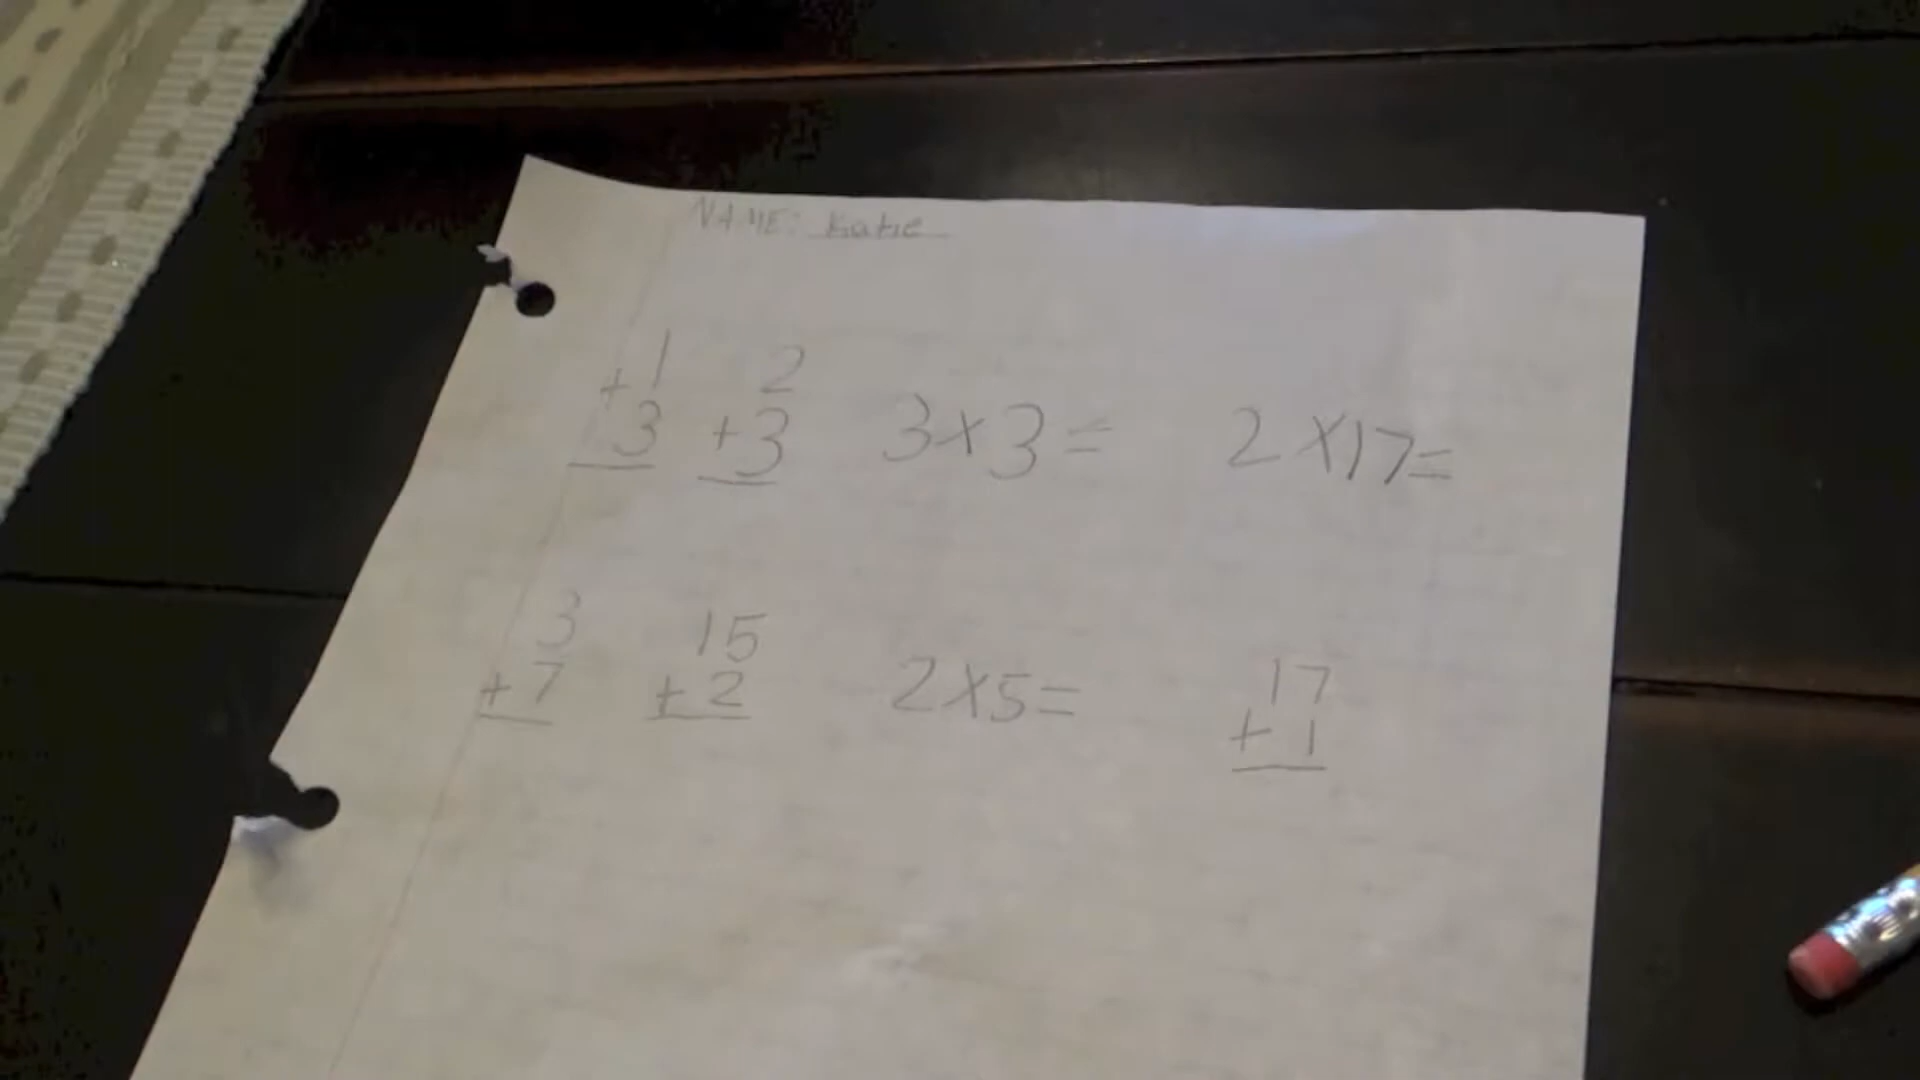 NAME: Katie
1 2
+ 3 +3 3x3= 2x17=
3 15 17
+7 +2 2x5= +1